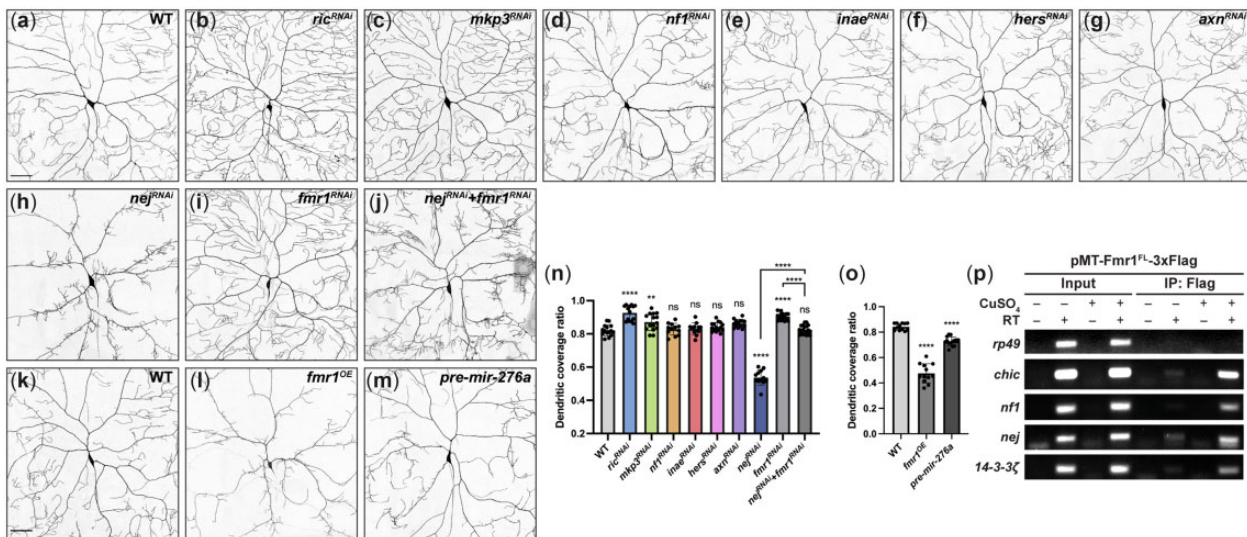 (a) WT
(b) ric^RNAi
(c) mkp3^RNAi
(d) nf1^RNAi
(e) inae^RNAi
(f) hers^RNAi
(g) axn^RNAi
(h) nej^RNAi
(i) fmr1^RNAi
(j) nej^RNAi+fmr1^RNAi
(k) WT
(l) fmr1^OE
(m) pre-mir-276a
(n)
Dendritic coverage ratio
1.0
0.8
0.6
0.4
0.2
**** ** ns ns ns ns **** **** ns
****
****
WT
ric^RNAi
mkp3^RNAi
nf1^RNAi
inae^RNAi
hers^RNAi
axn^RNAi
nej^RNAi
fmr1^RNAi
nej^RNAi+fmr1^RNAi
(o)
Dendritic coverage ratio
1.0
0.8
0.6
0.4
0.2
0.0
**** ****
WT
fmr1^OE
pre-mir-276a
(p) pMT-Fmr1^FL-3xFlag
Input IP: Flag
CuSO₄ – – + + – – + +
RT – + – + – + – +
rp49
chic
nf1
nej
14-3-3ζ